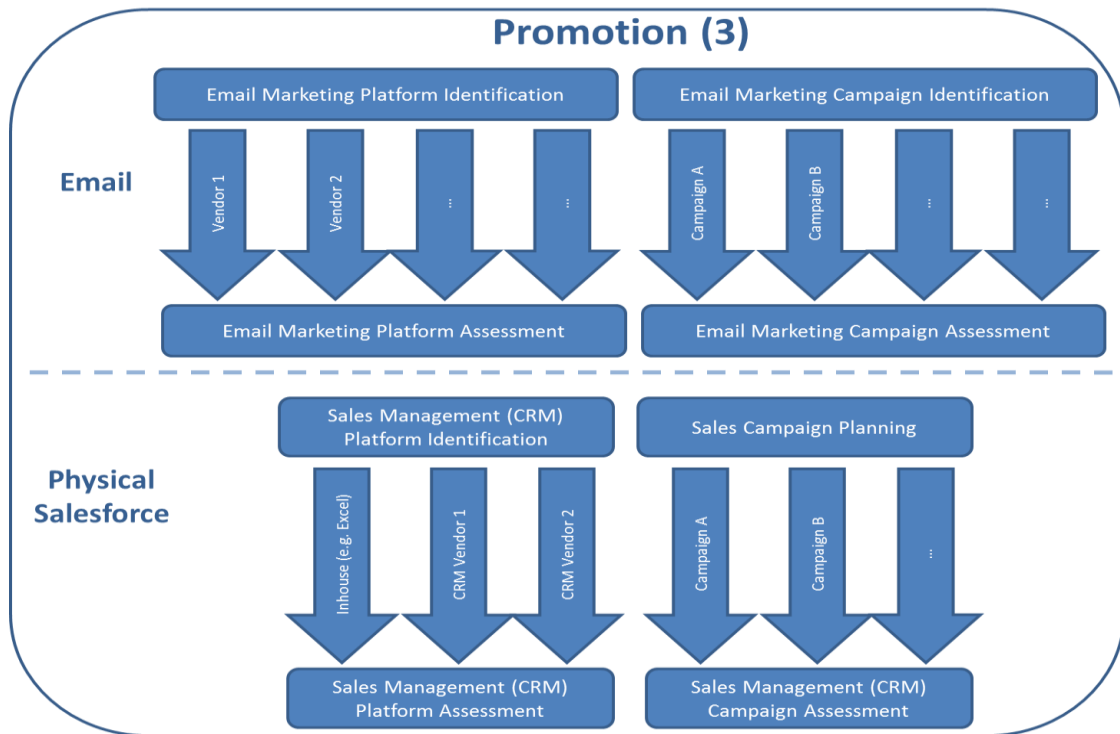 Promotion (3)
Email Marketing Platform Identification
Email Marketing Campaign Identification
Email
Vendor 1
Vendor 2
...
...
Campaign A
Campaign B
...
...
Email Marketing Platform Assessment
Email Marketing Campaign Assessment
Sales Management (CRM)
Platform Identification
Sales Campaign Planning
Physical
Salesforce
Inhouse (e.g. Excel)
CRM Vendor 1
CRM Vendor 2
Campaign A
Campaign B
...
Sales Management (CRM)
Platform Assessment
Sales Management (CRM)
Campaign Assessment